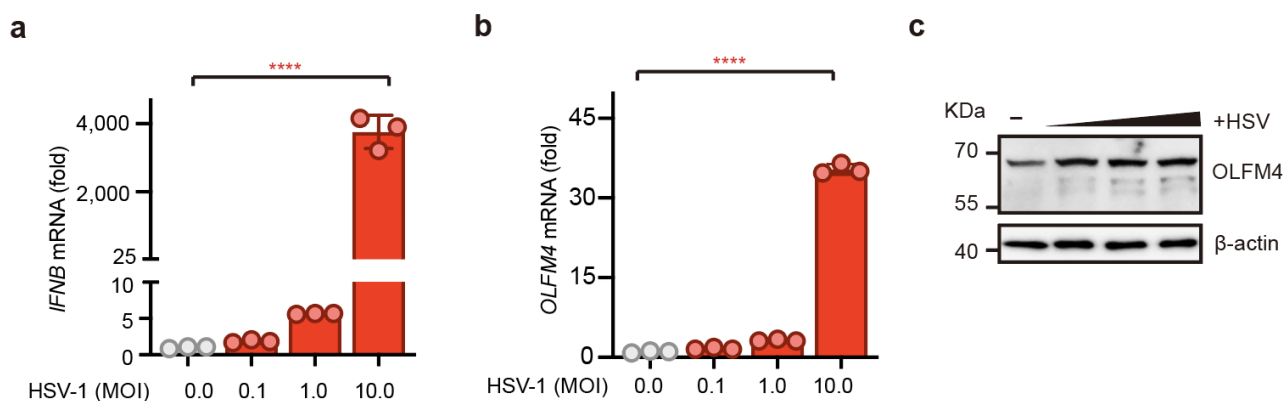 a
****
IFNB mRNA (fold)
4,000
2,000
25
10
5
0
HSV-1 (MOI) 0.0 0.1 1.0 10.0
b
****
OLFM4 mRNA (fold)
45
30
15
0
HSV-1 (MOI) 0.0 0.1 1.0 10.0
c
KDa – +HSV
70
OLFM4
55
β-actin
40